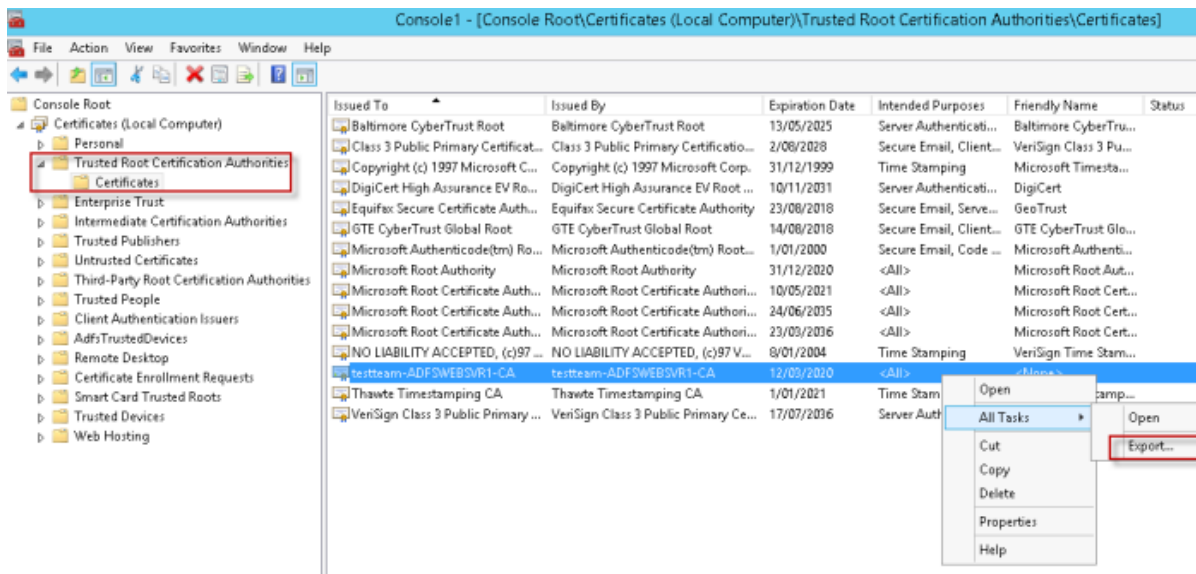 Console1 - [Console Root\Certificates (Local Computer)\Trusted Root Certification Authorities\Certificates]
File Action View Favorites Window Help
Console Root
Certificates (Local Computer)
Personal
Trusted Root Certification Authorities
Certificates
Enterprise Trust
Intermediate Certification Authorities
Trusted Publishers
Untrusted Certificates
Third-Party Root Certification Authorities
Trusted People
Client Authentication Issuers
AdfsTrustedDevices
Remote Desktop
Certificate Enrollment Requests
Smart Card Trusted Roots
Trusted Devices
Web Hosting
Issued To Issued By Expiration Date Intended Purposes Friendly Name Status
Baltimore CyberTrust Root Baltimore CyberTrust Root 13/05/2025 Server Authenticati... Baltimore CyberTru...
Class 3 Public Primary Certificat... Class 3 Public Primary Certificatio... 2/08/2028 Secure Email, Client... VeriSign Class 3 Pu...
Copyright (c) 1997 Microsoft C... Copyright (c) 1997 Microsoft Corp. 31/12/1999 Time Stamping Microsoft Timesta...
DigiCert High Assurance EV Ro... DigiCert High Assurance EV Root ... 10/11/2031 Server Authenticati... DigiCert
Equifax Secure Certificate Auth... Equifax Secure Certificate Authority 23/08/2018 Secure Email, Serve... GeoTrust
GTE CyberTrust Global Root GTE CyberTrust Global Root 14/08/2018 Secure Email, Client... GTE CyberTrust Glo...
Microsoft Authenticode(tm) Ro... Microsoft Authenticode(tm) Root... 1/01/2000 Secure Email, Code ... Microsoft Authenti...
Microsoft Root Authority Microsoft Root Authority 31/12/2020 <All> Microsoft Root Aut...
Microsoft Root Certificate Auth... Microsoft Root Certificate Authori... 10/05/2021 <All> Microsoft Root Cert...
Microsoft Root Certificate Auth... Microsoft Root Certificate Authori... 24/06/2035 <All> Microsoft Root Cert...
Microsoft Root Certificate Auth... Microsoft Root Certificate Authori... 23/03/2036 <All> Microsoft Root Cert...
NO LIABILITY ACCEPTED, (c)97 ... NO LIABILITY ACCEPTED, (c)97 V... 8/01/2004 Time Stamping VeriSign Time Stam...
testteam-ADFSWEBSVR1-CA testteam-ADFSWEBSVR1-CA 12/03/2020 <All> <None>
Thawte Timestamping CA Thawte Timestamping CA 1/01/2021 Time Stam amp...
VeriSign Class 3 Public Primary ... VeriSign Class 3 Public Primary Ce... 17/07/2036 Server Auth
Open
All Tasks
Cut
Copy
Delete
Properties
Help
Open
Export...